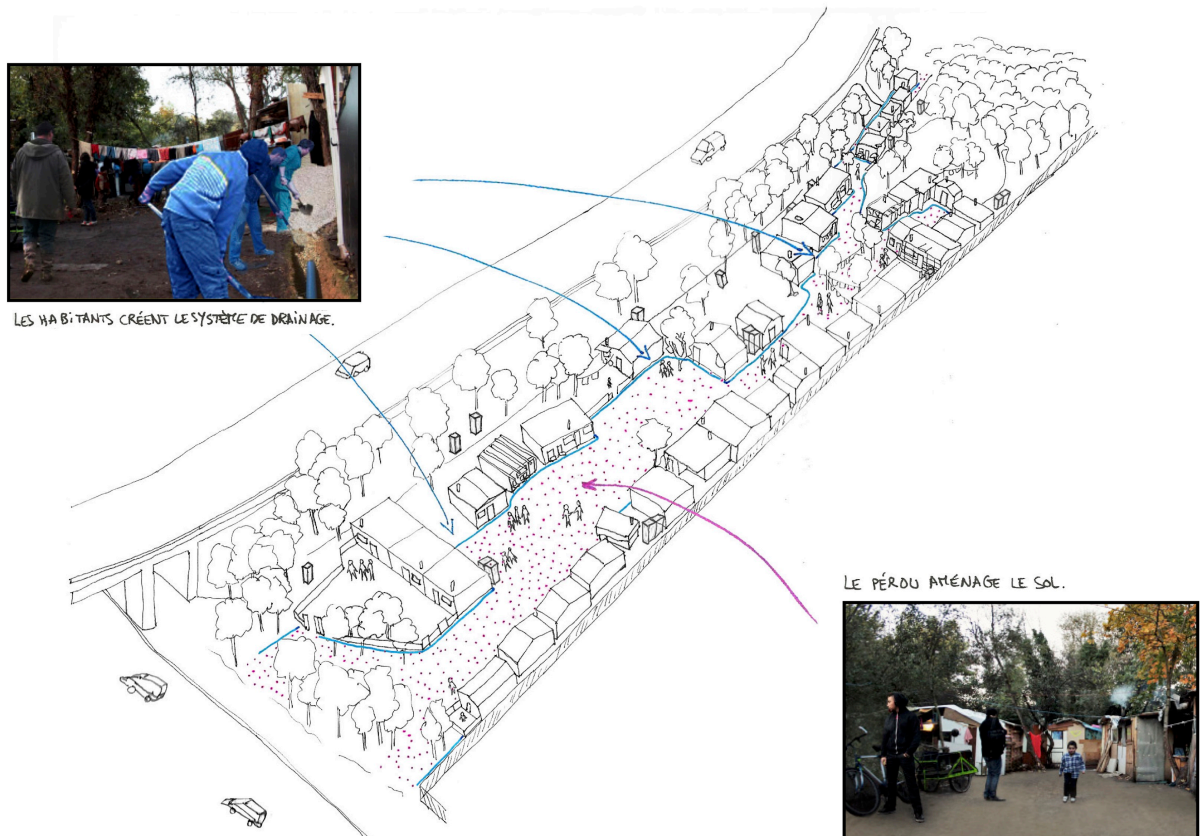 LES HABITANTS CRÉENT LE SYSTÈME DE DRAINAGE.
LE PÉROU AMÉNAGE LE SOL.